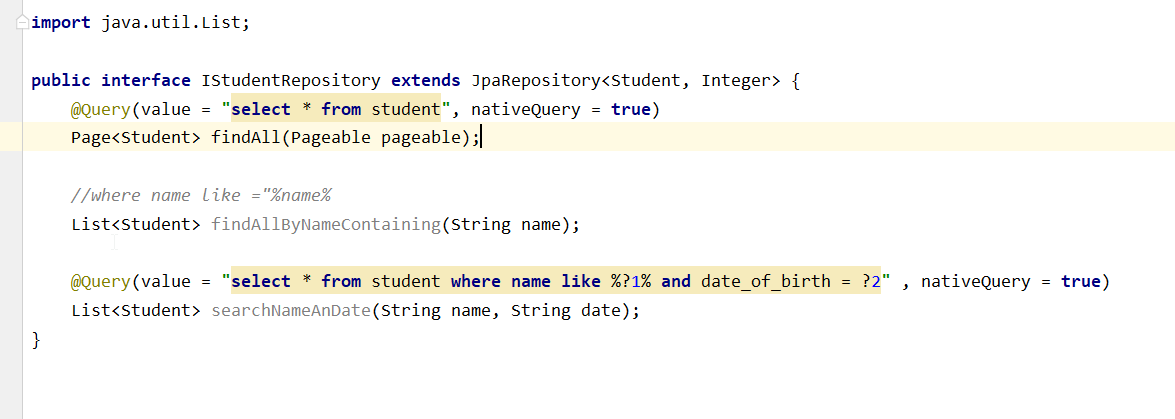 import java.util.List;
public interface IStudentRepository extends JpaRepository<Student, Integer> {
@Query(value = "select * from student", nativeQuery = true)
Page<Student> findAll(Pageable pageable);
//where name like ="%name%
List<Student> findAllByNameContaining(String name);
@Query(value = "select * from student where name like %?1% and date_of_birth = ?2" , nativeQuery = true)
List<Student> searchNameAnDate(String name, String date);
}